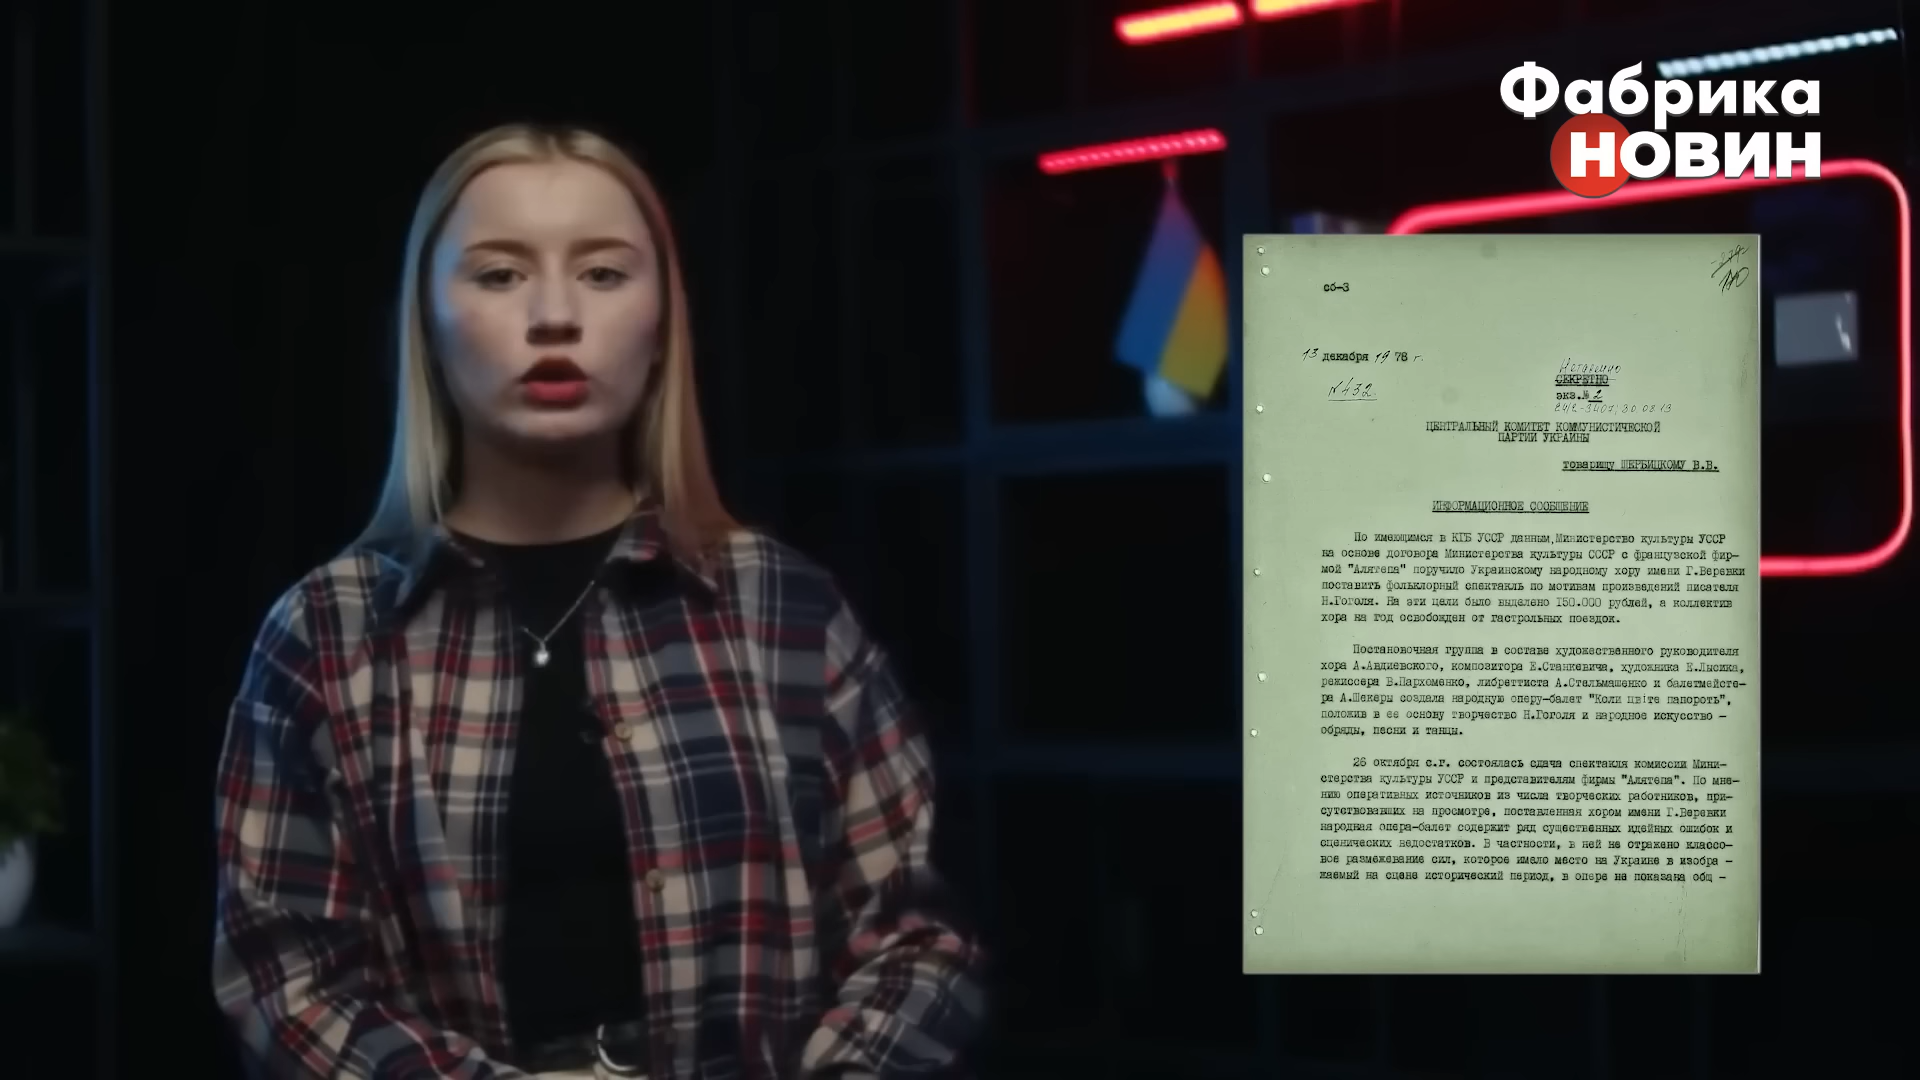 Фабрика
новин
сб-3
13 декабря 1978 г.
№432
СЕКРЕТНО
экз.№ 2
ЦЕНТРАЛЬНЫЙ КОМИТЕТ КОММУНИСТИЧЕСКОЙ
ПАРТИИ УКРАИНЫ
товарищу ЩЕРБИЦКОМУ В.В.
ИНФОРМАЦИОННОЕ СООБЩЕНИЕ
По имеющимся в КГБ УССР данным,Министерство культуры УССР
на основе договора Министерства культуры СССР с французской фир-
мой "Алятепа" поручило Украинскому народному хору имени Г.Веревки
поставить фольклорный спектакль по мотивам произведений писателя
Н.Гоголя. На эти цели было выделено 150.000 рублей, а коллектив
хора на год освобожден от гастрольных поездок.
Постановочная группа в составе художественного руководителя
хора А.Авдиевского, композитора Е.Станкевича, художника Е.Лысика,
режиссера В.Пархоменко, либреттиста А.Стельмашенко и балетмейсте-
ра А.Шекеры создала народную оперу-балет "Коли цвіте папороть",
положив в ее основу творчество Н.Гоголя и народное искусство -
обряды, песни и танцы.
26 октября с.г. состоялась сдача спектакля комиссии Мини-
стерства культуры УССР и представителям фирмы "Алятепа". По мне-
нию оперативных источников из числа творческих работников, при-
сутствовавших на просмотре, поставленная хором имени Г.Веревки
народная опера-балет содержит ряд существенных идейных ошибок и
сценических недостатков. В частности, в ней не отражено классо-
вое размежевание сил, которое имело место на Украине в изобра -
жаемый на сцене исторический период, в опере не показана общ -